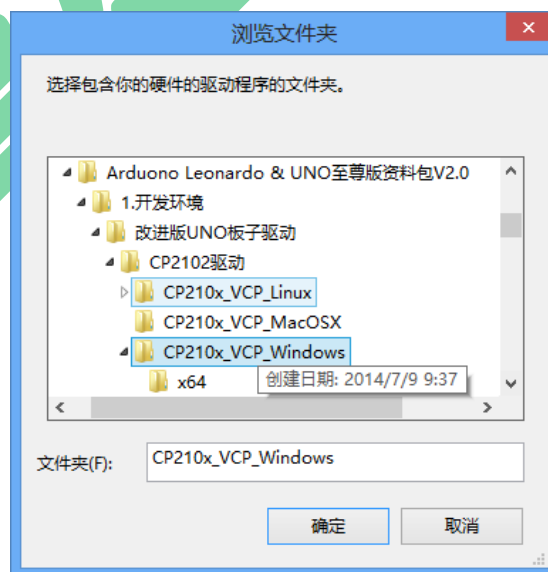 浏览文件夹
选择包含你的硬件的驱动程序的文件夹。
Arduono Leonardo & UNO至尊版资料包V2.0
1.开发环境
改进版UNO板子驱动
CP2102驱动
CP210x_VCP_Linux
CP210x_VCP_MacOSX
CP210x_VCP_Windows
x64
创建日期: 2014/7/9 9:37
文件夹(F): CP210x_VCP_Windows
确定 取消